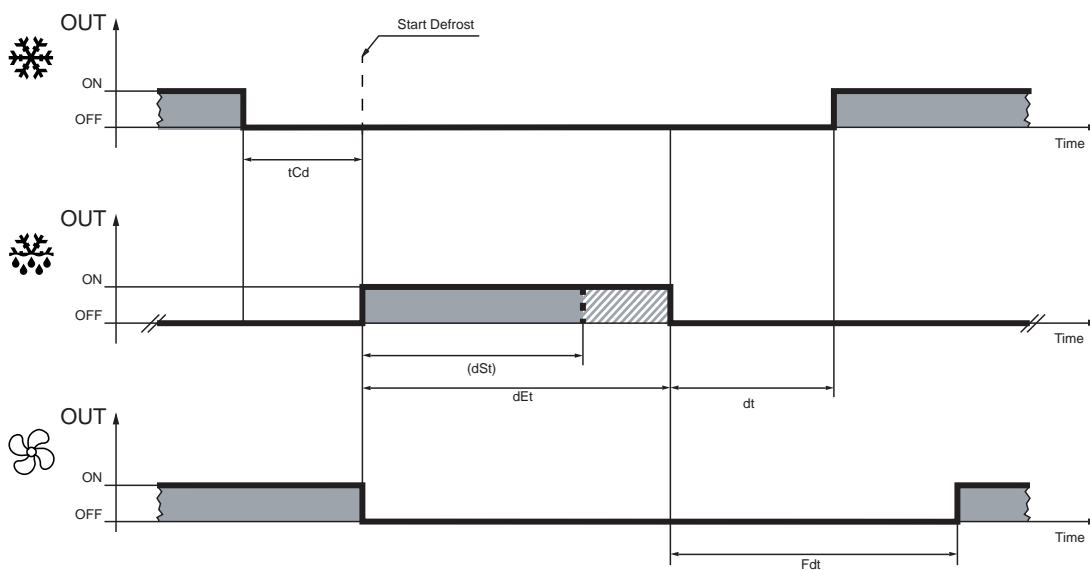 OUT
Start Defrost
ON
OFF
Time
tCd
OUT
ON
OFF
Time
(dSt)
dEt
dt
OUT
ON
OFF
Time
Fdt